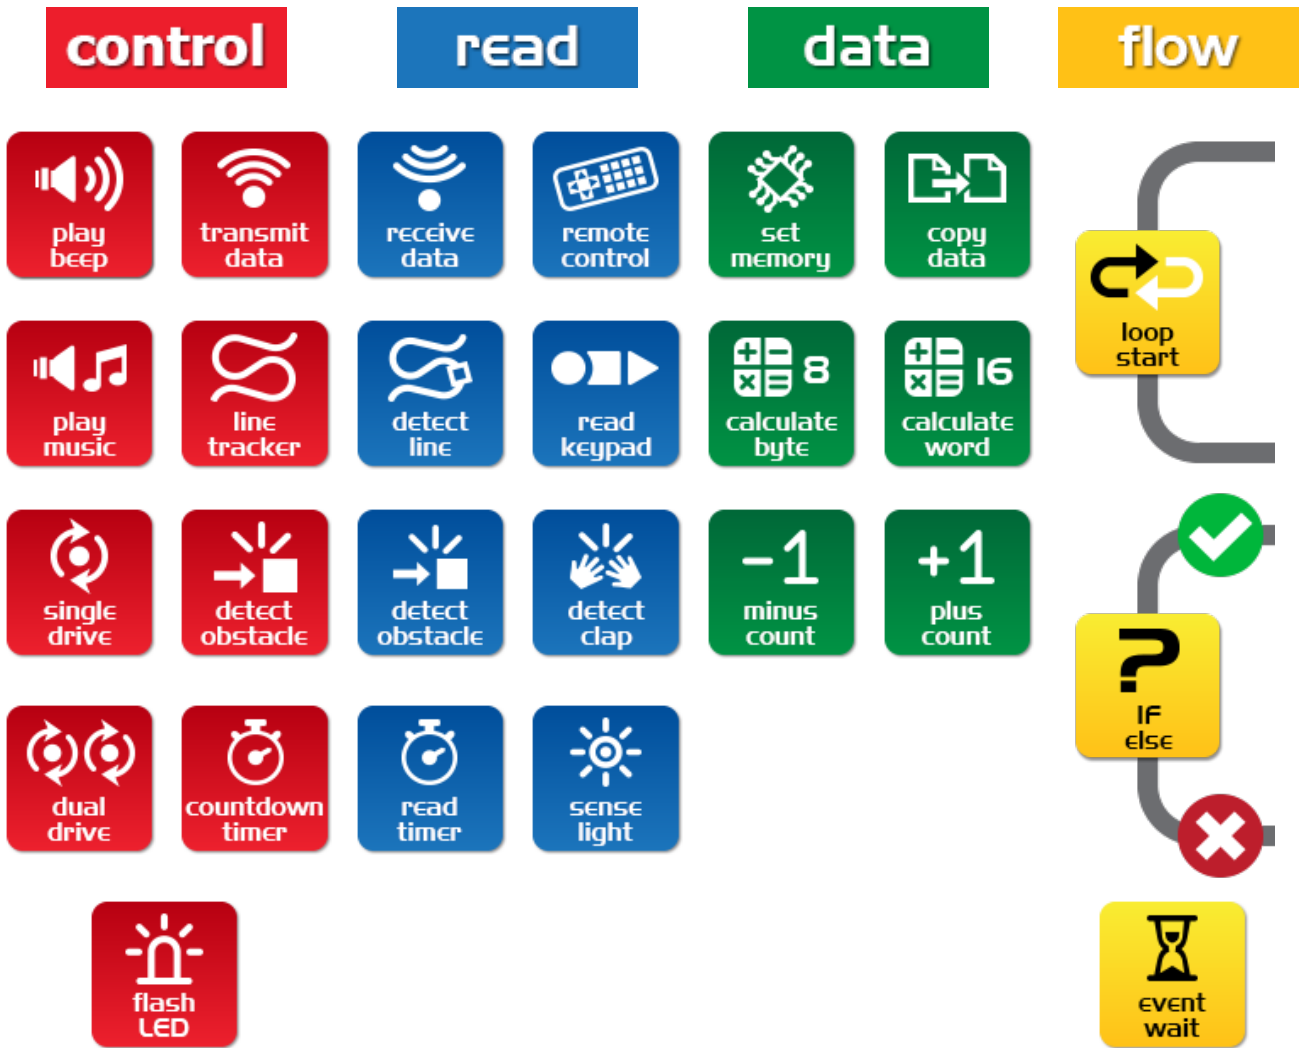 control
read
data
flow
play
beep
transmit
data
receive
data
remote
control
set
memory
copy
data
loop
start
play
music
line
tracker
detect
line
read
keypad
8
calculate
byte
16
calculate
word
single
drive
detect
obstacle
detect
obstacle
detect
clap
-1
minus
count
+1
plus
count
?
IF
else
dual
drive
countdown
timer
read
timer
sense
light
flash
LED
event
wait